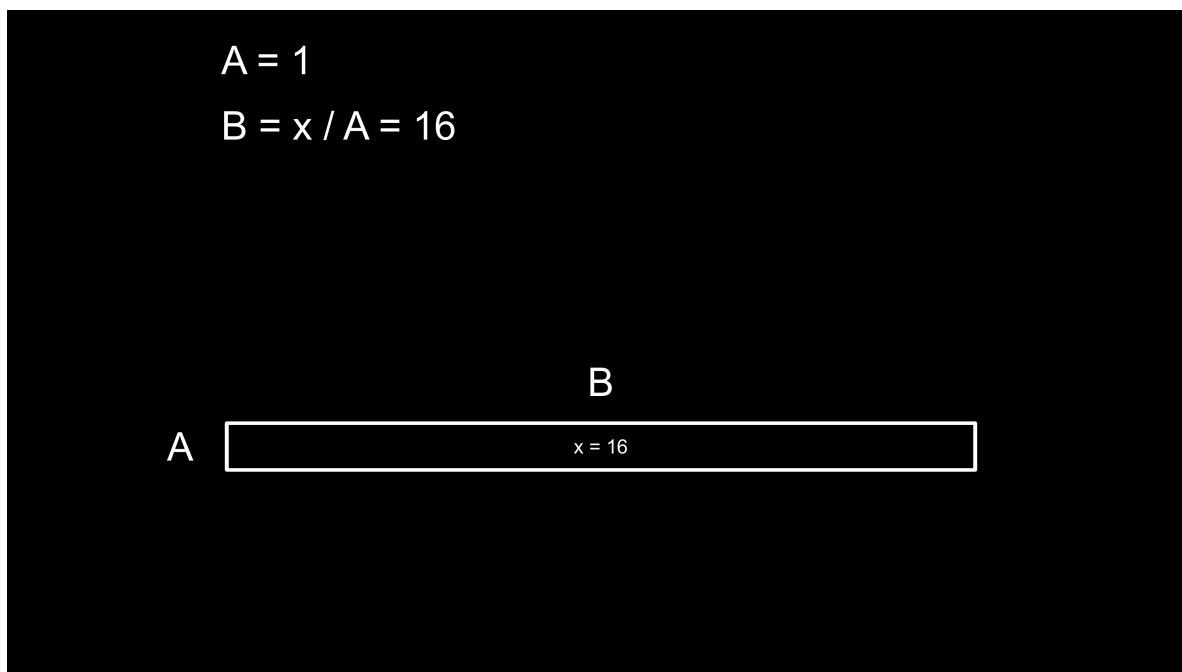 A = 1
B = x / A = 16
B
A
x = 16